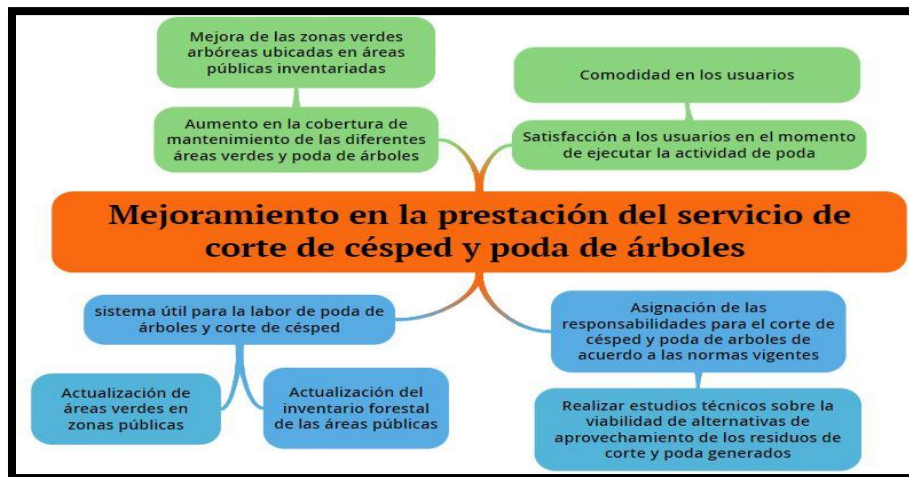 Mejora de las zonas verdes
arbóreas ubicadas en áreas
públicas inventariadas
Comodidad en los usuarios
Aumento en la cobertura de
mantenimiento de las diferentes
áreas verdes y poda de árboles
Satisfacción a los usuarios en el momento
de ejecutar la actividad de poda
Mejoramiento en la prestación del servicio de
corte de césped y poda de árboles
sistema útil para la labor de poda de
árboles y corte de césped
Asignación de las
responsabilidades para el corte de
césped y poda de arboles de
acuerdo a las normas vigentes
Actualización de
áreas verdes en
zonas públicas
Actualización del
inventario forestal
de las áreas públicas
Realizar estudios técnicos sobre la
viabilidad de alternativas de
aprovechamiento de los residuos de
corte y poda generados